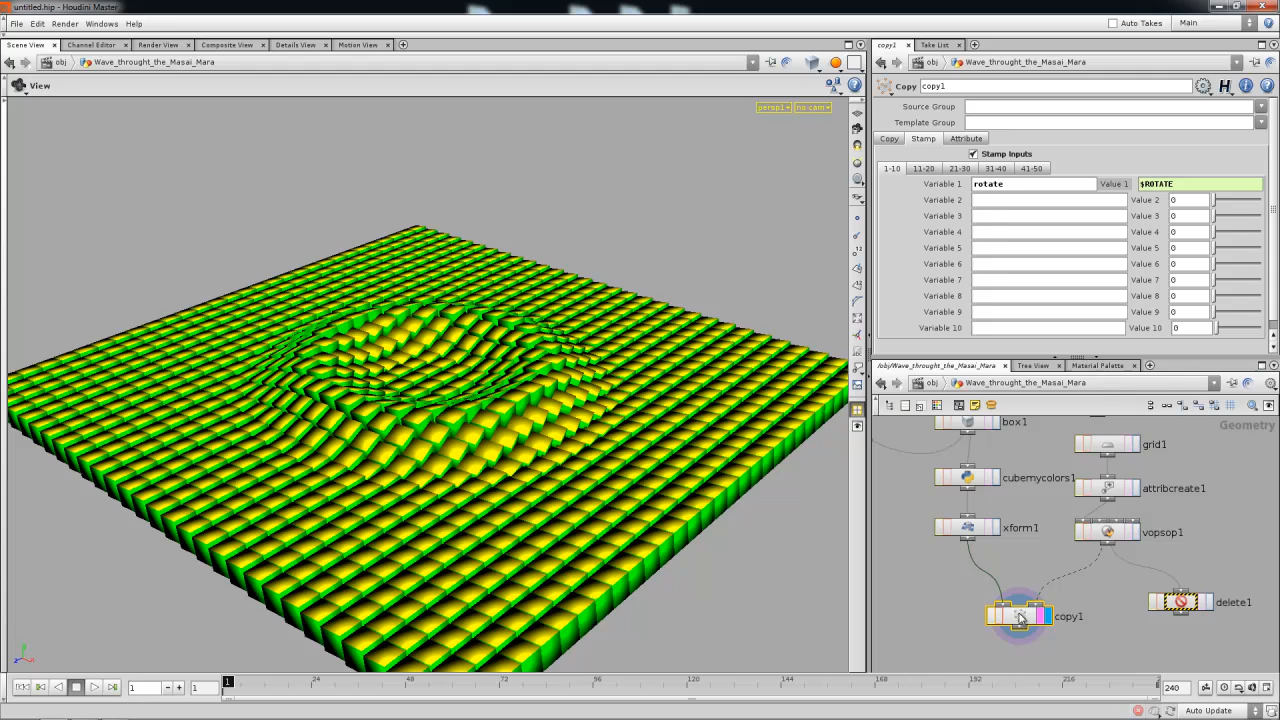 untitled.hip - Houdini Master
File Edit Render Windows Help
Auto Takes Main
Scene View Channel Editor Render View Composite View Details View Motion View
copy1 Take List
obj Wave_throught_the_Masai_Mara
obj Wave_throught_the_Masai_Mara
View
Copy copy1
persp1 no cam
Source Group
Template Group
Copy Stamp Attribute
Stamp Inputs
1-10 11-20 21-30 31-40 41-50
Variable 1 rotate Value 1 $ROTATE
Variable 2 Value 2 0
Variable 3 Value 3 0
Variable 4 Value 4 0
Variable 5 Value 5 0
Variable 6 Value 6 0
Variable 7 Value 7 0
Variable 8 Value 8 0
Variable 9 Value 9 0
Variable 10 Value 10 0
/obj/Wave_throught_the_Masai_Mara Tree View Material Palette
obj Wave_throught_the_Masai_Mara
Geometry
box1
grid1
cubemycolors1
attribcreate1
xform1
vopsop1
delete1
copy1
1 1 1 24 48 72 96 120 144 168 192 216 240
Auto Update